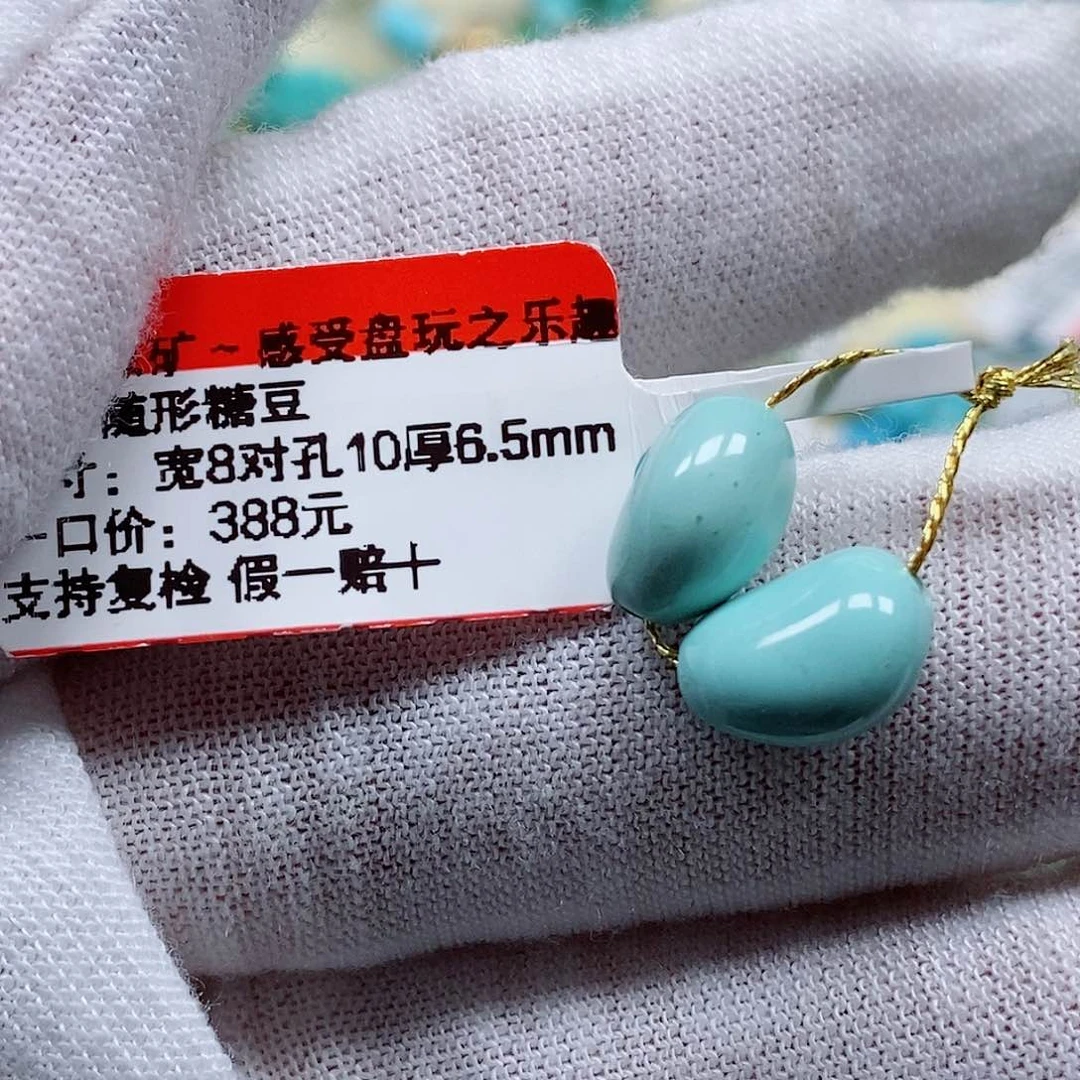 矿~感受盘玩之乐趣
随形糖豆
寸：宽8对孔10厚6.5mm
一口价：388元
支持复检 假一赔十